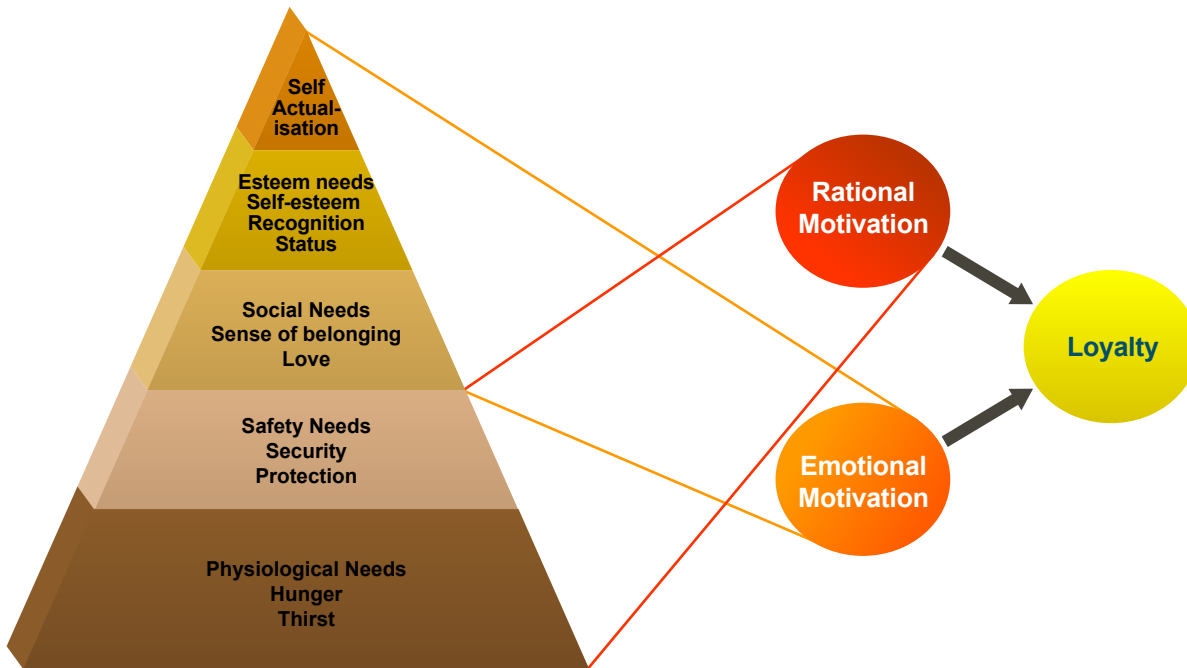 Self
Actual-
isation
Esteem needs
Self-esteem
Recognition
Status
Social Needs
Sense of belonging
Love
Safety Needs
Security
Protection
Physiological Needs
Hunger
Thirst
Rational
Motivation
Emotional
Motivation
Loyalty